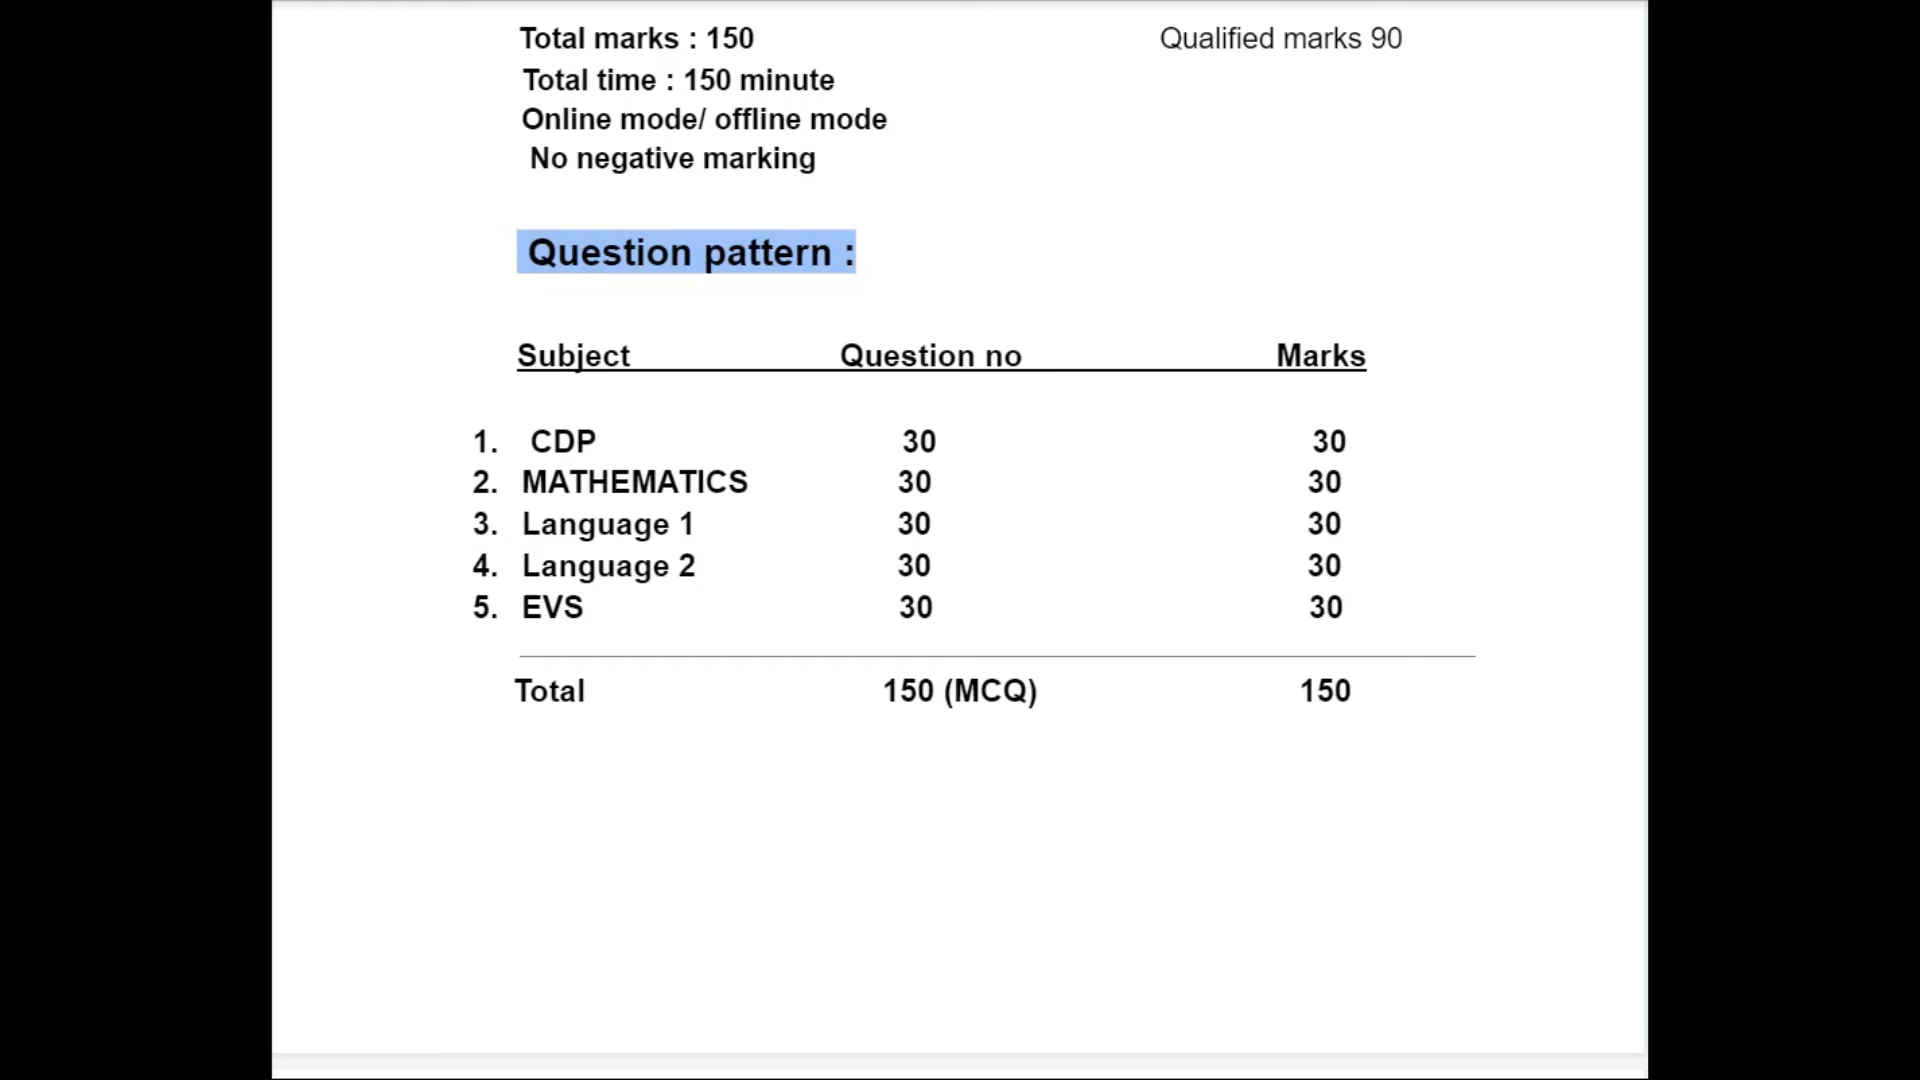 Total marks : 150 Qualified marks 90
Total time : 150 minute
Online mode/ offline mode
No negative marking
Question pattern :
Subject Question no Marks
1. CDP 30 30
2. MATHEMATICS 30 30
3. Language 1 30 30
4. Language 2 30 30
5. EVS 30 30
Total 150 (MCQ) 150